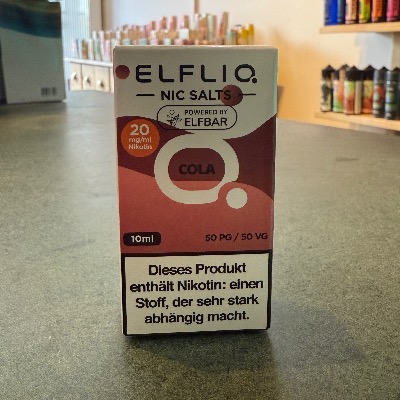 ELFLIQ
NIC SALTS
POWERED BY
ELFBAR
20
mg/ml
Nikotin
COLA
10ml
50 PG / 50 VG
Dieses Produkt
enthält Nikotin: einen
Stoff, der sehr stark
abhängig macht.